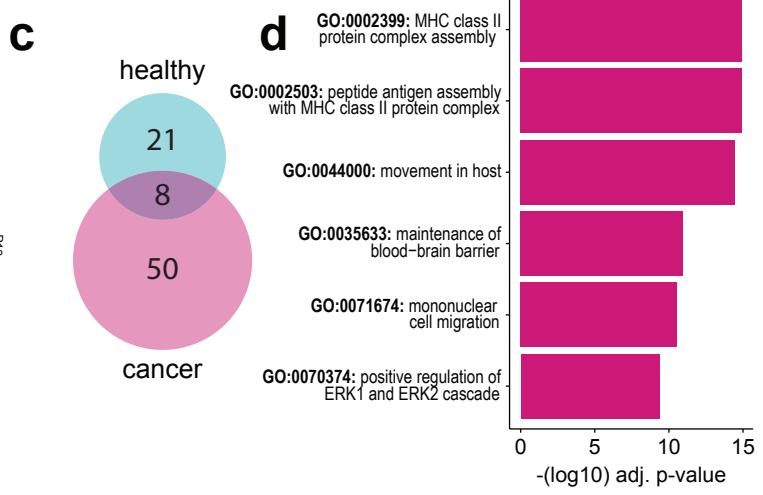 c
healthy
21
8
50
cancer
d
GO:0002399: MHC class II
protein complex assembly
GO:0002503: peptide antigen assembly
with MHC class II protein complex
GO:0044000: movement in host
GO:0035633: maintenance of
blood−brain barrier
GO:0071674: mononuclear
cell migration
GO:0070374: positive regulation of
ERK1 and ERK2 cascade
0 5 10 15
-(log10) adj. p-value